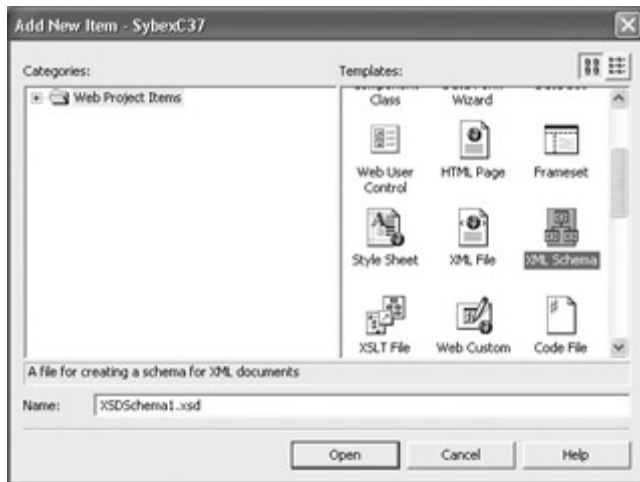 Add New Item - SybexC37
Categories:
Templates:
Web Project Items
Class
Wizard
Web User Control
HTML Page
Frameset
Style Sheet
XML File
XML Schema
XSLT File
Web Custom
Code File
A file for creating a schema for XML documents
Name:
XSDSchema1.xsd
Open
Cancel
Help